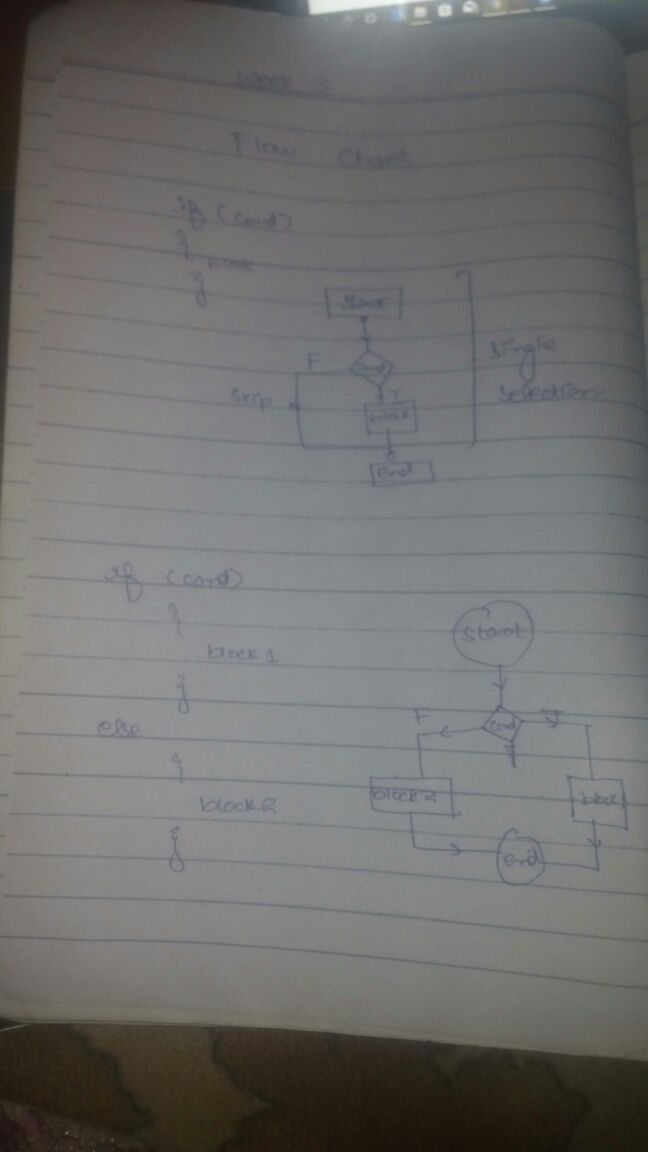 Week 5
Flow Chart
if (cond)
{
block
}
Start
F
cond
T
Skip
block
end
Single
Selection
if (cond)
{
block 1
}
else
{
block 2
}
Start
F
cond
T
block 2
block 1
end